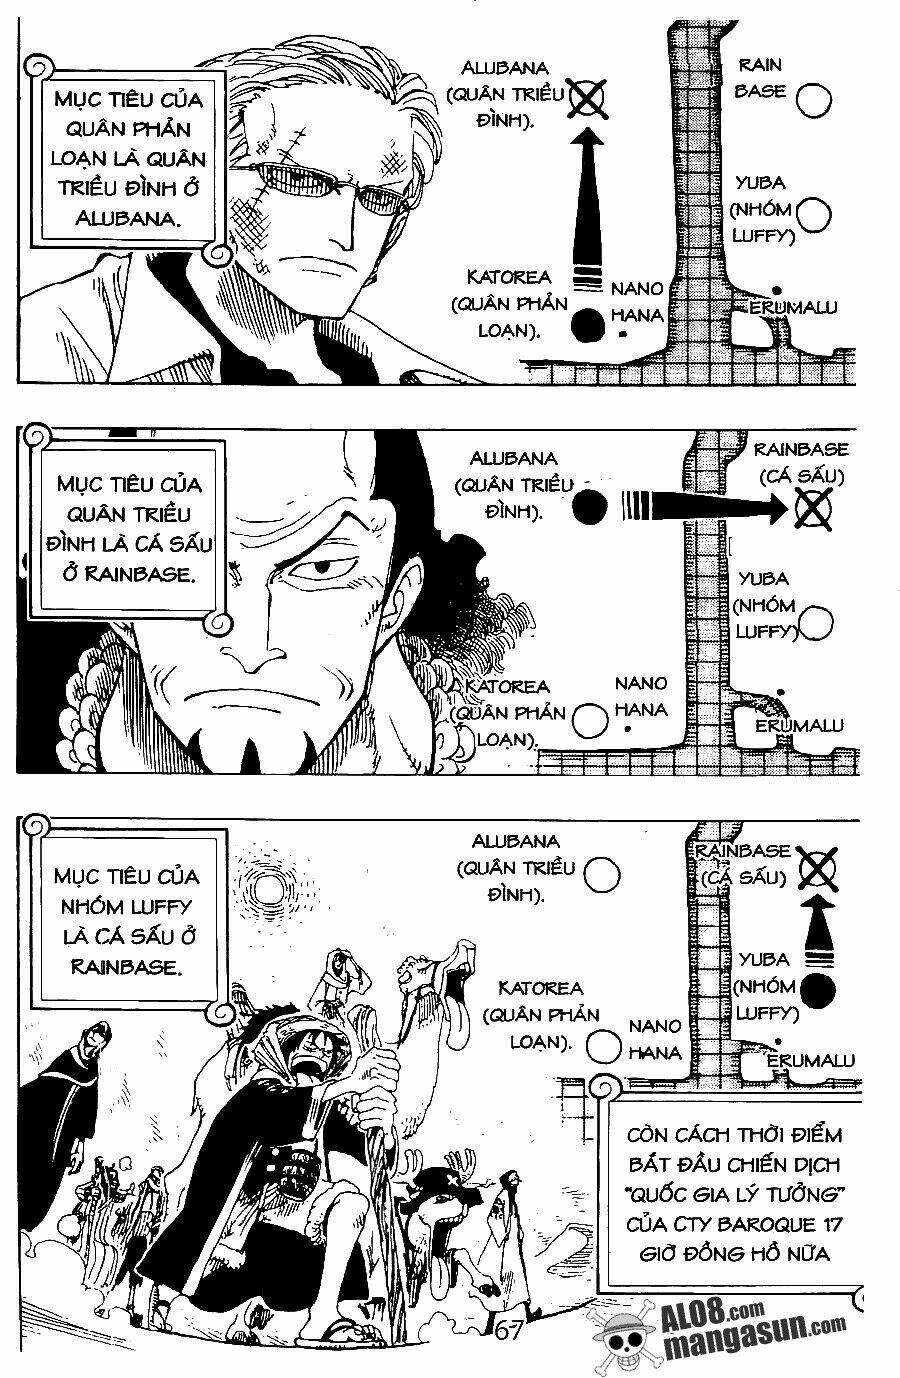 MỤC TIÊU CỦA
QUÂN PHẢN
LOẠN LÀ QUÂN
TRIỀU ĐÌNH Ở
ALUBANA.
ALUBANA
(QUÂN TRIỀU
ĐÌNH).
RAIN
BASE
YUBA
(NHÓM
LUFFY)
KATOREA
(QUÂN PHẢN
LOẠN).
NANO
HANA
ERUMALU
MỤC TIÊU CỦA
QUÂN TRIỀU
ĐÌNH LÀ CÁ SẤU
Ở RAINBASE.
ALUBANA
(QUÂN TRIỀU
ĐÌNH).
RAINBASE
(CÁ SẤU)
YUBA
(NHÓM
LUFFY)
KATOREA
(QUÂN PHẢN
LOẠN).
NANO
HANA
ERUMALU
MỤC TIÊU CỦA
NHÓM LUFFY
LÀ CÁ SẤU Ở
RAINBASE.
ALUBANA
(QUÂN TRIỀU
ĐÌNH).
RAINBASE
(CÁ SẤU)
YUBA
(NHÓM
LUFFY)
KATOREA
(QUÂN PHẢN
LOẠN).
NANO
HANA
ERUMALU
CÒN CÁCH THỜI ĐIỂM
BẮT ĐẦU CHIẾN DỊCH
"QUỐC GIA LÝ TƯỞNG"
CỦA CTY BAROQUE 17
GIỜ ĐỒNG HỒ NỮA
67
ALO8.com
mangasun.com